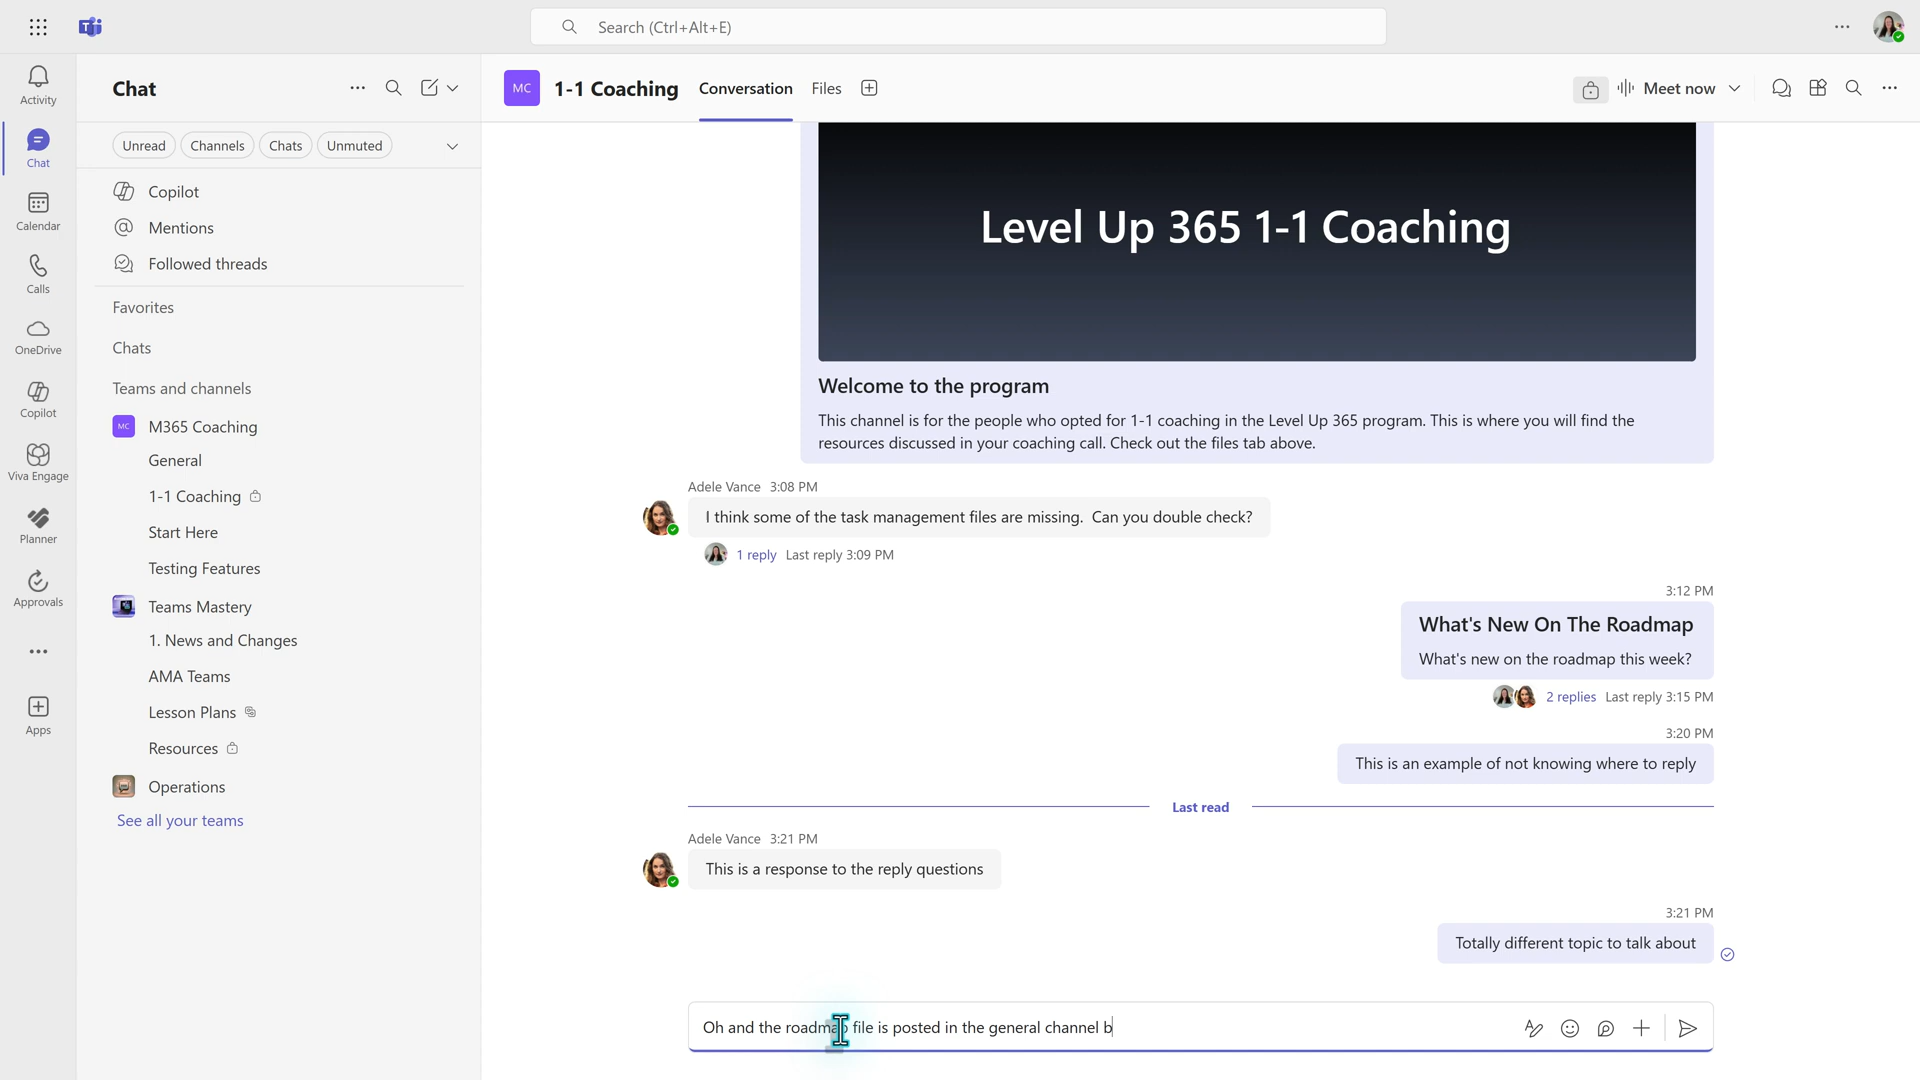 Search (Ctrl+Alt+E)
Activity
Chat
Calendar
Calls
OneDrive
Copilot
Viva Engage
Planner
Approvals
Apps
Chat
Unread
Channels
Chats
Unmuted
Copilot
Mentions
Followed threads
Favorites
Chats
Teams and channels
MC
M365 Coaching
General
1-1 Coaching
Start Here
Testing Features
Teams Mastery
1. News and Changes
AMA Teams
Lesson Plans
Resources
Operations
See all your teams
MC
1-1 Coaching
Conversation
Files
Meet now
Level Up 365 1-1 Coaching
Welcome to the program
This channel is for the people who opted for 1-1 coaching in the Level Up 365 program. This is where you will find the
resources discussed in your coaching call. Check out the files tab above.
Adele Vance 3:08 PM
I think some of the task management files are missing. Can you double check?
1 reply Last reply 3:09 PM
3:12 PM
What's New On The Roadmap
What's new on the roadmap this week?
2 replies Last reply 3:15 PM
3:20 PM
This is an example of not knowing where to reply
Last read
Adele Vance 3:21 PM
This is a response to the reply questions
3:21 PM
Totally different topic to talk about
Oh and the roadmap file is posted in the general channel b